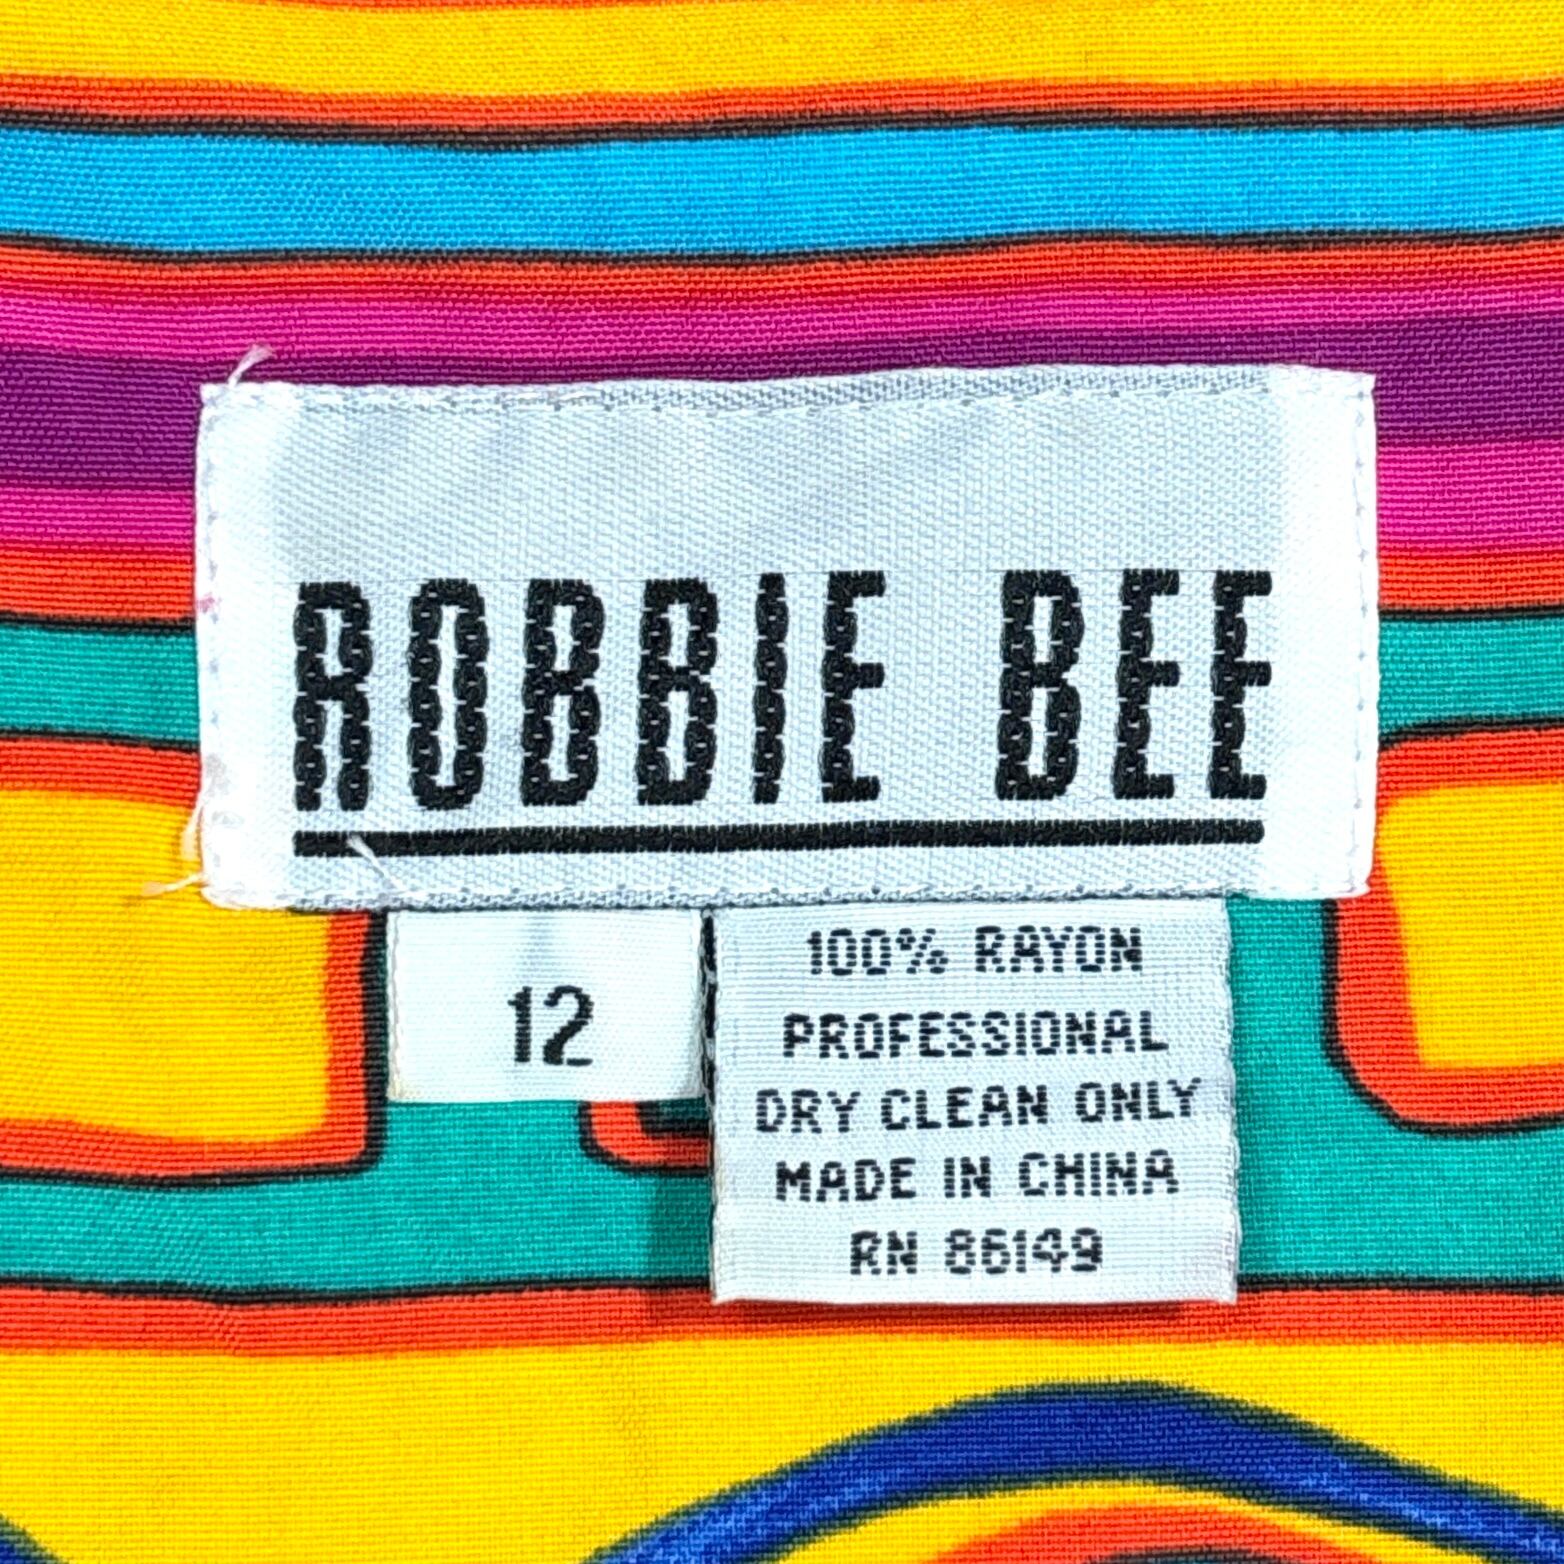 ROBBIE BEE
12
100% RAYON
PROFESSIONAL
DRY CLEAN ONLY
MADE IN CHINA
RN 86149